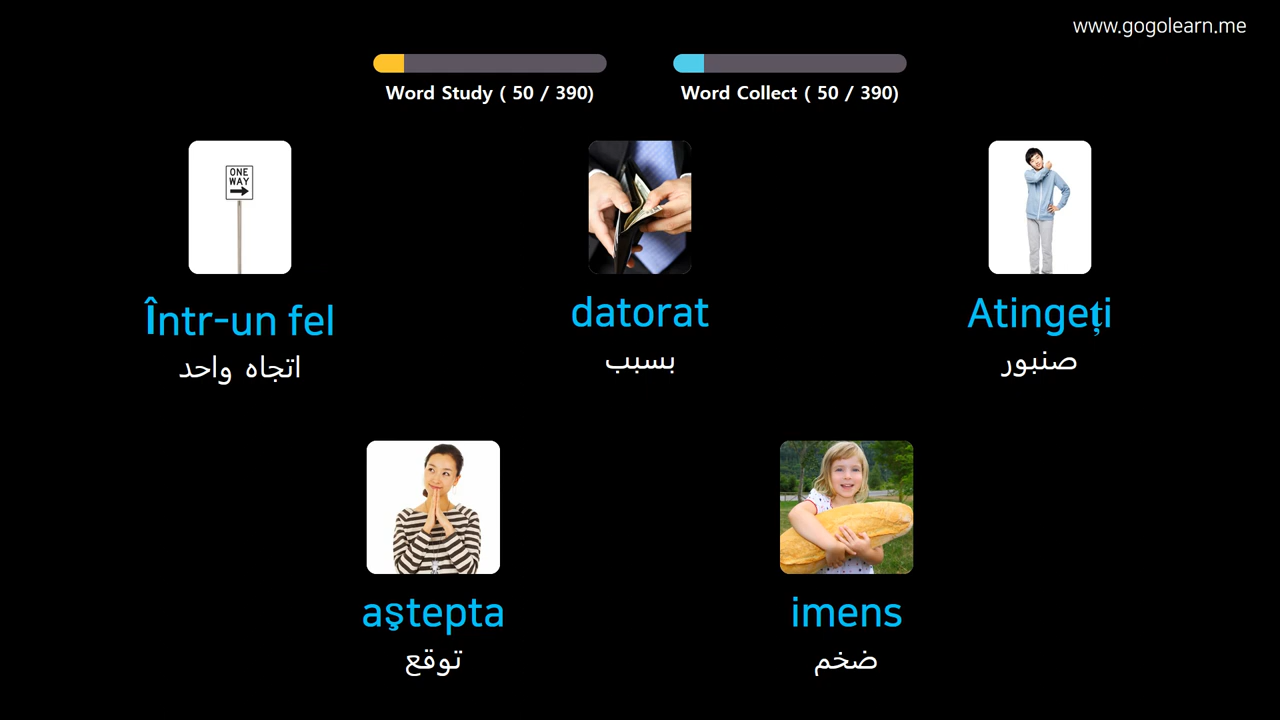 www.gogolearn.me
Word Study ( 50 / 390)
Word Collect ( 50 / 390)
ONE
WAY
Într-un fel
اتجاه واحد
datorat
بسبب
Atingeți
صنبور
aştepta
توقع
imens
ضخم